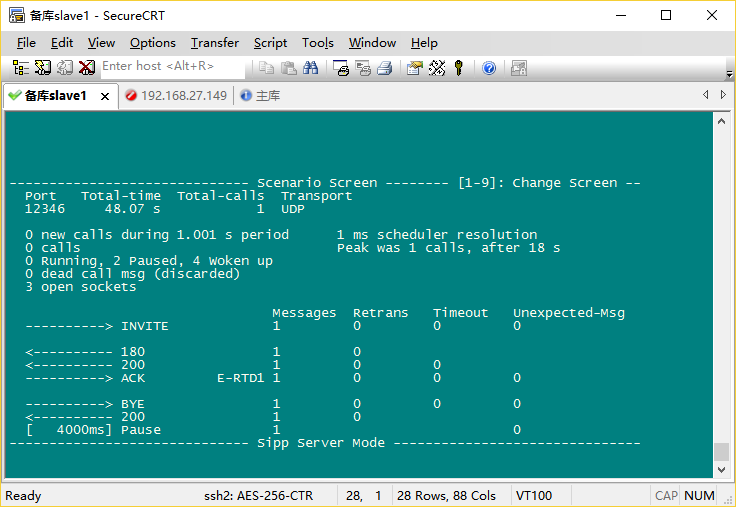 备库slave1 - SecureCRT
File Edit View Options Transfer Script Tools Window Help
Enter host <Alt+R>
备库slave1 192.168.27.149 主库
------------------------------ Scenario Screen -------- [1-9]: Change Screen --
Port Total-time Total-calls Transport
12346 48.07 s 1 UDP
0 new calls during 1.001 s period 1 ms scheduler resolution
0 calls Peak was 1 calls, after 18 s
0 Running, 2 Paused, 4 Woken up
0 dead call msg (discarded)
3 open sockets
Messages Retrans Timeout Unexpected-Msg
----------> INVITE 1 0 0 0
<---------- 180 1 0
<---------- 200 1 0 0
----------> ACK E-RTD1 1 0 0 0
----------> BYE 1 0 0 0
<---------- 200 1 0
[ 4000ms] Pause 1 0
------------------------------ Sipp Server Mode -------------------------------
Ready ssh2: AES-256-CTR 28, 1 28 Rows, 88 Cols VT100 CAP NUM